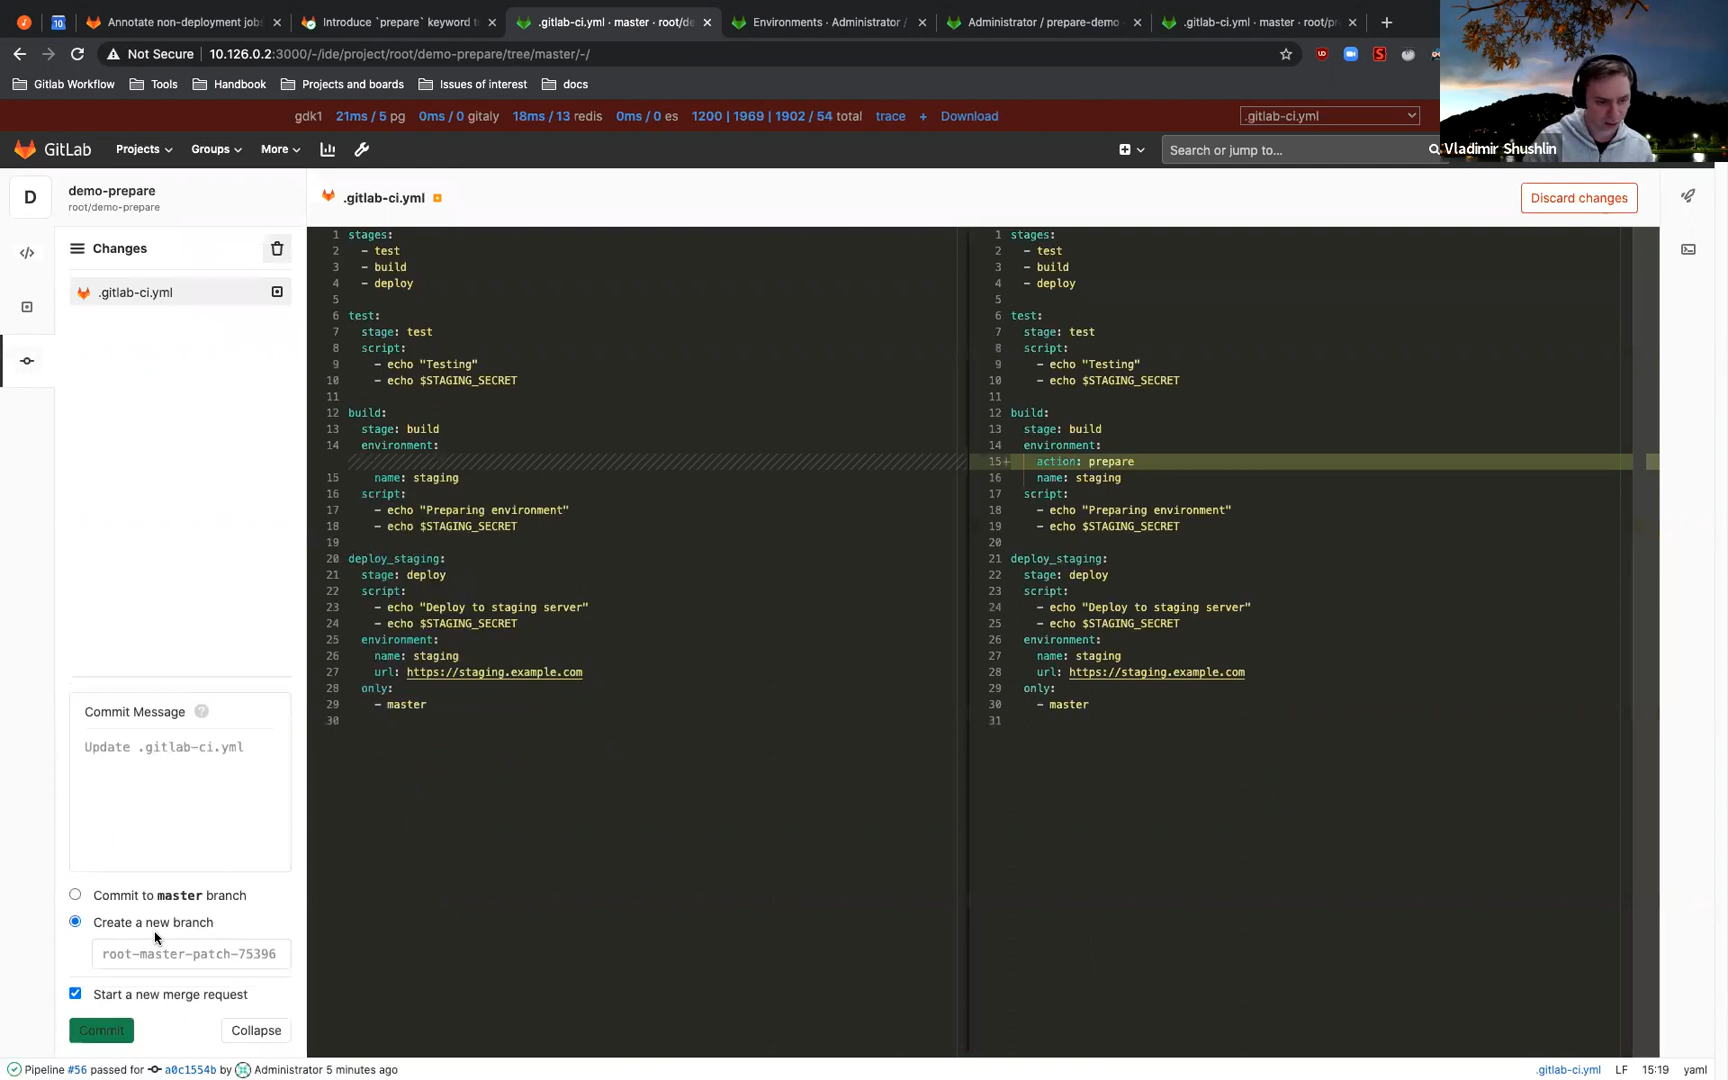 Annotate non-deployment jobs
Introduce `prepare` keyword t
.gitlab-ci.yml · master · root/de
Environments · Administrator /
Administrator / prepare-demo
.gitlab-ci.yml · master · root/pr
Not Secure | 10.126.0.2:3000/-/ide/project/root/demo-prepare/tree/master/-/
Gitlab Workflow Tools Handbook Projects and boards Issues of interest docs
gdk1 21ms / 5 pg 0ms / 0 gitaly 18ms / 13 redis 0ms / 0 es 1200 | 1969 | 1902 / 54 total trace + Download .gitlab-ci.yml
GitLab Projects Groups More Search or jump to...
Vladimir Shushlin
D
demo-prepare
root/demo-prepare
.gitlab-ci.yml
Discard changes
Changes
.gitlab-ci.yml
1 stages:
2 - test
3 - build
4 - deploy
5
6 test:
7 stage: test
8 script:
9 - echo "Testing"
10 - echo $STAGING_SECRET
11
12 build:
13 stage: build
14 environment:
15 name: staging
16 script:
17 - echo "Preparing environment"
18 - echo $STAGING_SECRET
19
20 deploy_staging:
21 stage: deploy
22 script:
23 - echo "Deploy to staging server"
24 - echo $STAGING_SECRET
25 environment:
26 name: staging
27 url: https://staging.example.com
28 only:
29 - master
30
1 stages:
2 - test
3 - build
4 - deploy
5
6 test:
7 stage: test
8 script:
9 - echo "Testing"
10 - echo $STAGING_SECRET
11
12 build:
13 stage: build
14 environment:
15+ action: prepare
16 name: staging
17 script:
18 - echo "Preparing environment"
19 - echo $STAGING_SECRET
20
21 deploy_staging:
22 stage: deploy
23 script:
24 - echo "Deploy to staging server"
25 - echo $STAGING_SECRET
26 environment:
27 name: staging
28 url: https://staging.example.com
29 only:
30 - master
31
Commit Message
Update .gitlab-ci.yml
Commit to master branch
Create a new branch
root-master-patch-75396
Start a new merge request
Commit
Collapse
Pipeline #56 passed for a0c1554b by Administrator 5 minutes ago
.gitlab-ci.yml LF 15:19 yaml